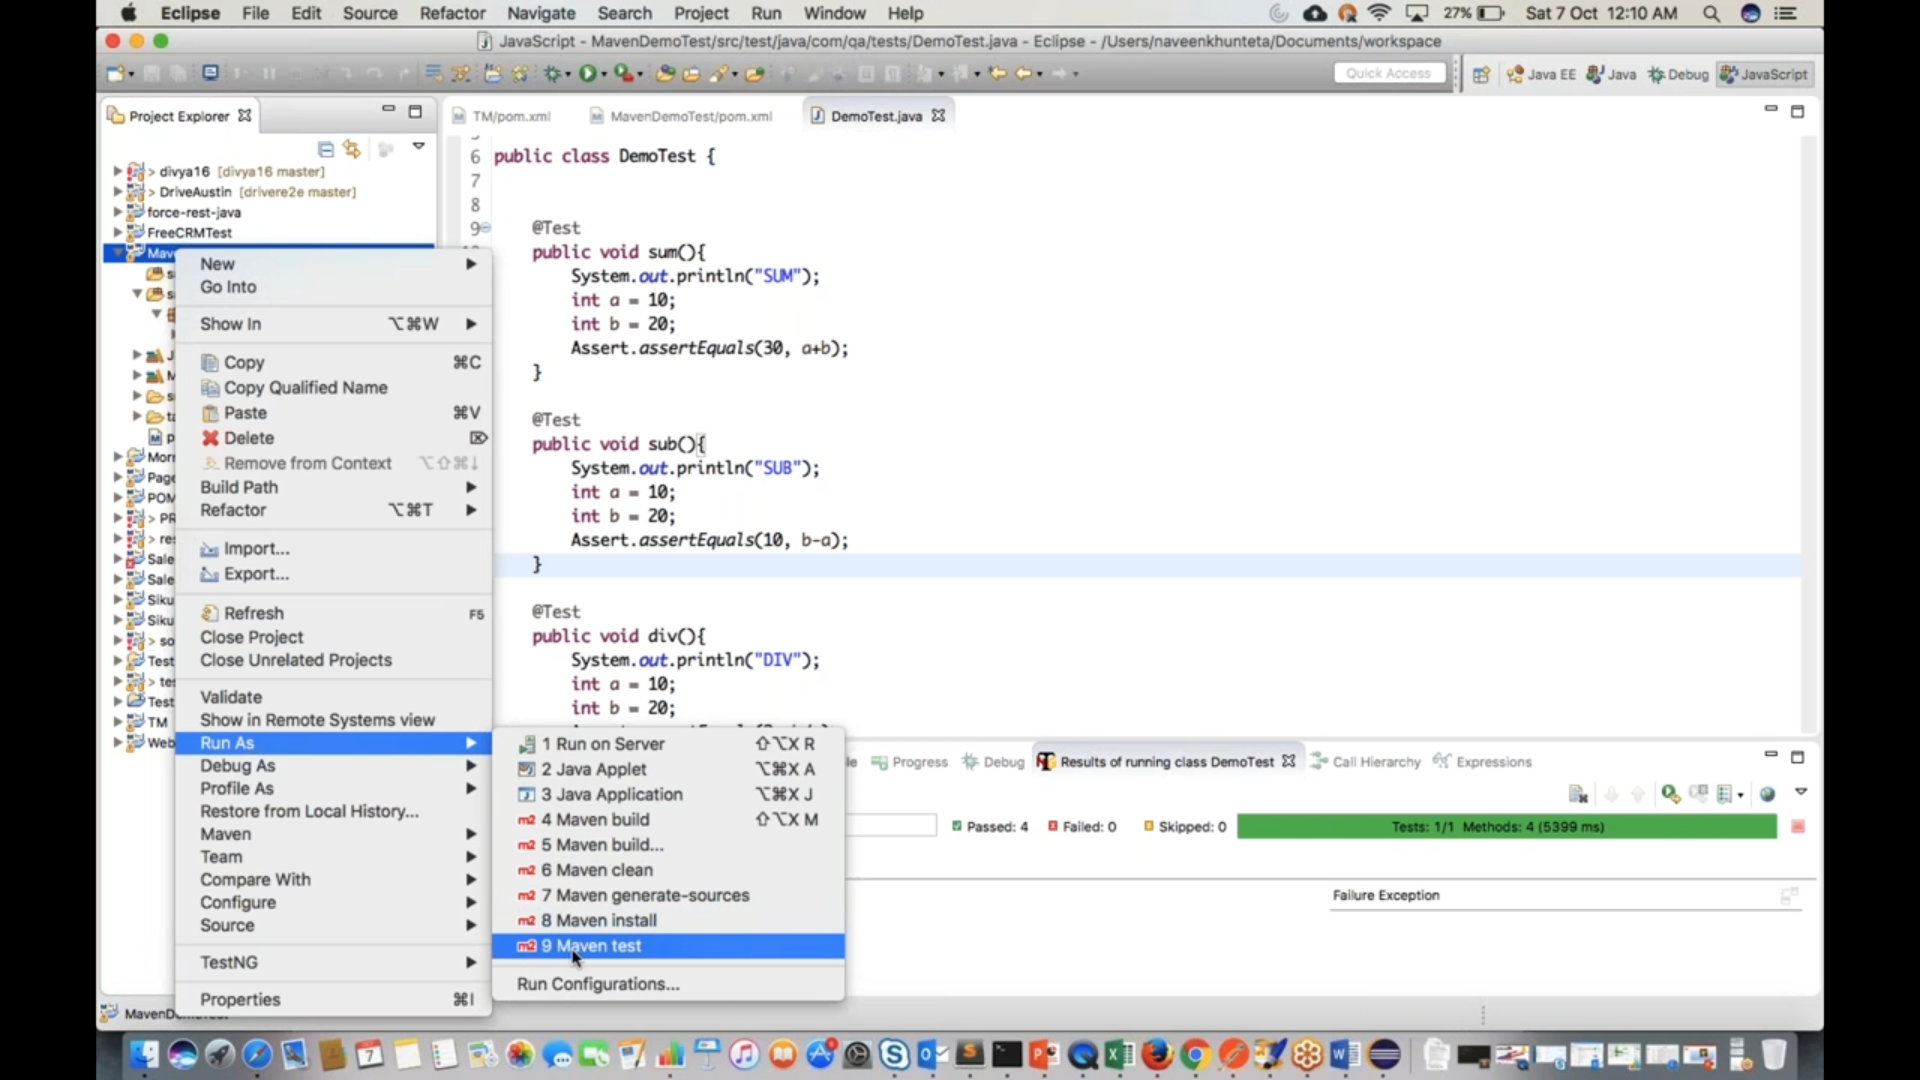 Eclipse File Edit Source Refactor Navigate Search Project Run Window Help 27% Sat 7 Oct 12:10 AM
JavaScript - MavenDemoTest/src/test/java/com/qa/tests/DemoTest.java - Eclipse - /Users/naveenkhunteta/Documents/workspace
Quick Access Java EE Java Debug JavaScript
Project Explorer
TM/pom.xml MavenDemoTest/pom.xml DemoTest.java
> divya16 [divya16 master]
> DriveAustin [drivere2e master]
force-rest-java
FreeCRMTest
Mav
Morr
Page
POM
> PR
> res
Sale
Sale
Siku
Siku
> so
Test
> tes
Test
TM
Web
6 public class DemoTest {
7
8
9 @Test
public void sum(){
System.out.println("SUM");
int a = 10;
int b = 20;
Assert.assertEquals(30, a+b);
}
@Test
public void sub(){
System.out.println("SUB");
int a = 10;
int b = 20;
Assert.assertEquals(10, b-a);
}
@Test
public void div(){
System.out.println("DIV");
int a = 10;
int b = 20;
New
Go Into
Show In ⌥⌘W
Copy ⌘C
Copy Qualified Name
Paste ⌘V
Delete ⌦
Remove from Context ⌥⇧⌘↓
Build Path
Refactor ⌥⌘T
Import...
Export...
Refresh F5
Close Project
Close Unrelated Projects
Validate
Show in Remote Systems view
Run As
Debug As
Profile As
Restore from Local History...
Maven
Team
Compare With
Configure
Source
TestNG
Properties ⌘I
1 Run on Server ⇧⌥X R
2 Java Applet ⌥⌘X A
3 Java Application ⌥⌘X J
4 Maven build ⇧⌥X M
5 Maven build...
6 Maven clean
7 Maven generate-sources
8 Maven install
9 Maven test
Run Configurations...
Progress Debug Results of running class DemoTest Call Hierarchy Expressions
Passed: 4 Failed: 0 Skipped: 0 Tests: 1/1 Methods: 4 (5399 ms)
Failure Exception